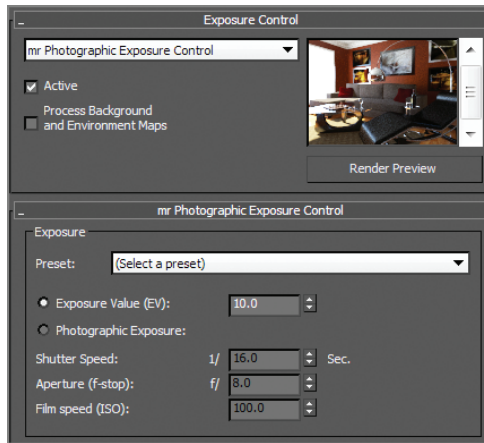 Exposure Control
mr Photographic Exposure Control
Active
Process Background
and Environment Maps
Render Preview
mr Photographic Exposure Control
Exposure
Preset: (Select a preset)
Exposure Value (EV): 10.0
Photographic Exposure:
Shutter Speed: 1/ 16.0 Sec.
Aperture (f-stop): f/ 8.0
Film speed (ISO): 100.0